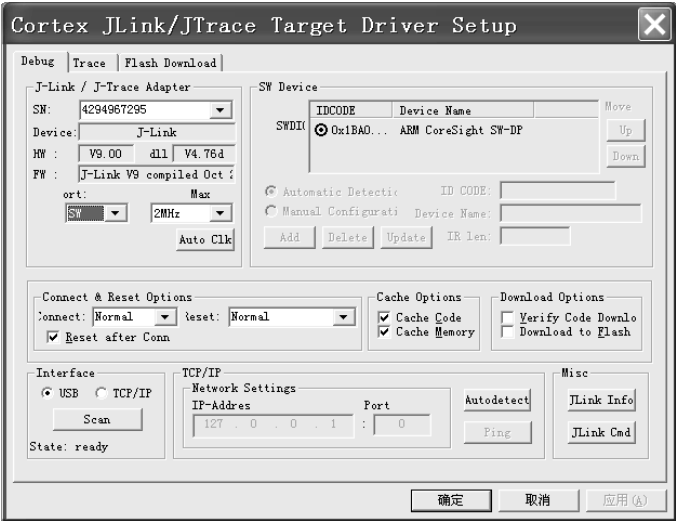 Cortex JLink/JTrace Target Driver Setup
Debug Trace Flash Download
J-Link / J-Trace Adapter
SN: 4294967295
Device: J-Link
HW : V9.00 dll V4.76d
FW : J-Link V9 compiled Oct 2
ort: Max
SW 2MHz
Auto Clk
SW Device
IDCODE Device Name Move
SWDI( 0x1BA0... ARM CoreSight SW-DP Up
Down
Automatic Detectic ID CODE:
Manual Configurati Device Name:
Add Delete Update IR len:
Connect & Reset Options
Connect: Normal Reset: Normal
Reset after Conn
Cache Options
Cache Code
Cache Memory
Download Options
Verify Code Downlo
Download to Flash
Interface
USB TCP/IP
Scan
State: ready
TCP/IP
Network Settings
IP-Addres Port
127 . 0 . 0 . 1 : 0
Autodetect
Ping
Misc
JLink Info
JLink Cmd
确定 取消 应用(A)